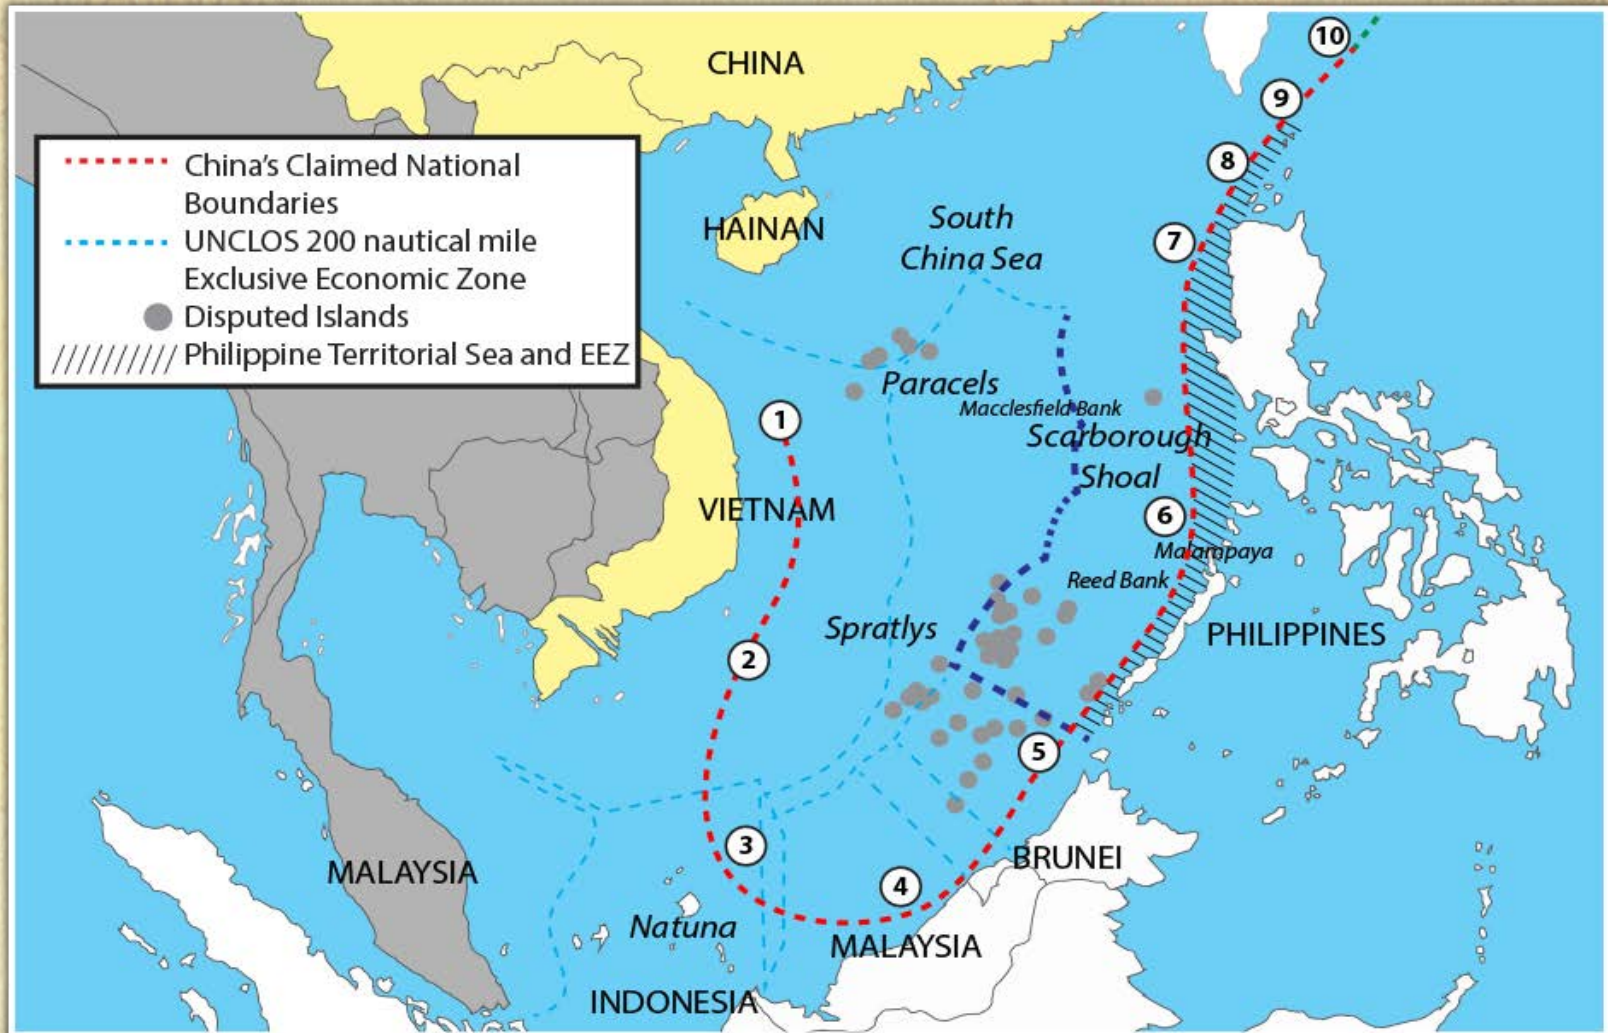 10
CHINA
9
China's Claimed National
Boundaries
UNCLOS 200 nautical mile
Exclusive Economic Zone
Disputed Islands
Philippine Territorial Sea and EEZ
8
HAINAN
South
China Sea
7
Paracels
Macclesfield Bank
1
Scarborough
Shoal
VIETNAM
6
Malampaya
Reed Bank
Spratlys
PHILIPPINES
2
5
3
BRUNEI
MALAYSIA
4
Natuna
MALAYSIA
INDONESIA